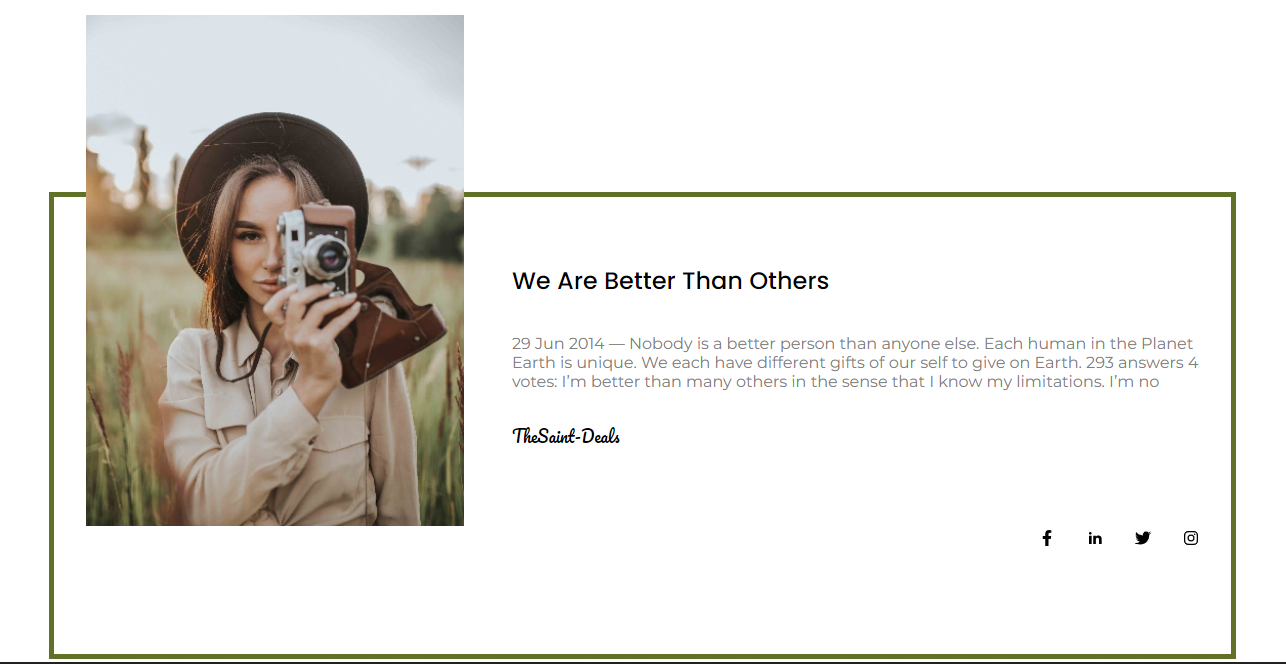 We Are Better Than Others
29 Jun 2014 — Nobody is a better person than anyone else. Each human in the Planet
Earth is unique. We each have different gifts of our self to give on Earth. 293 answers 4
votes: I’m better than many others in the sense that I know my limitations. I’m no
TheSaint-Deals